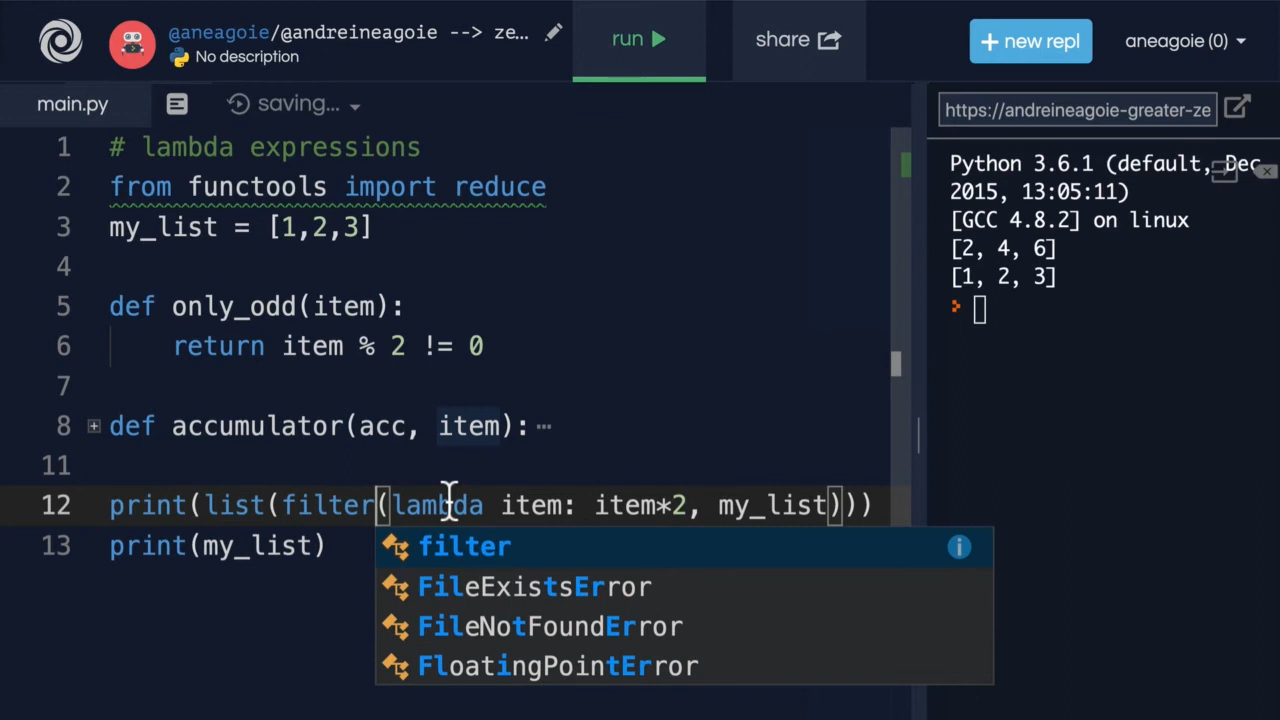 @aneagoie/@andreineagoie --> ze...
No description
run
share
+ new repl
aneagoie (0)
main.py
saving...
https://andreineagoie-greater-ze
1 # lambda expressions
2 from functools import reduce
3 my_list = [1,2,3]
4
5 def only_odd(item):
6 return item % 2 != 0
7
8 def accumulator(acc, item):
11
12 print(list(filter(lambda item: item*2, my_list)))
13 print(my_list)
filter
FileExistsError
FileNotFoundError
FloatingPointError
Python 3.6.1 (default, Dec
2015, 13:05:11)
[GCC 4.8.2] on linux
[2, 4, 6]
[1, 2, 3]